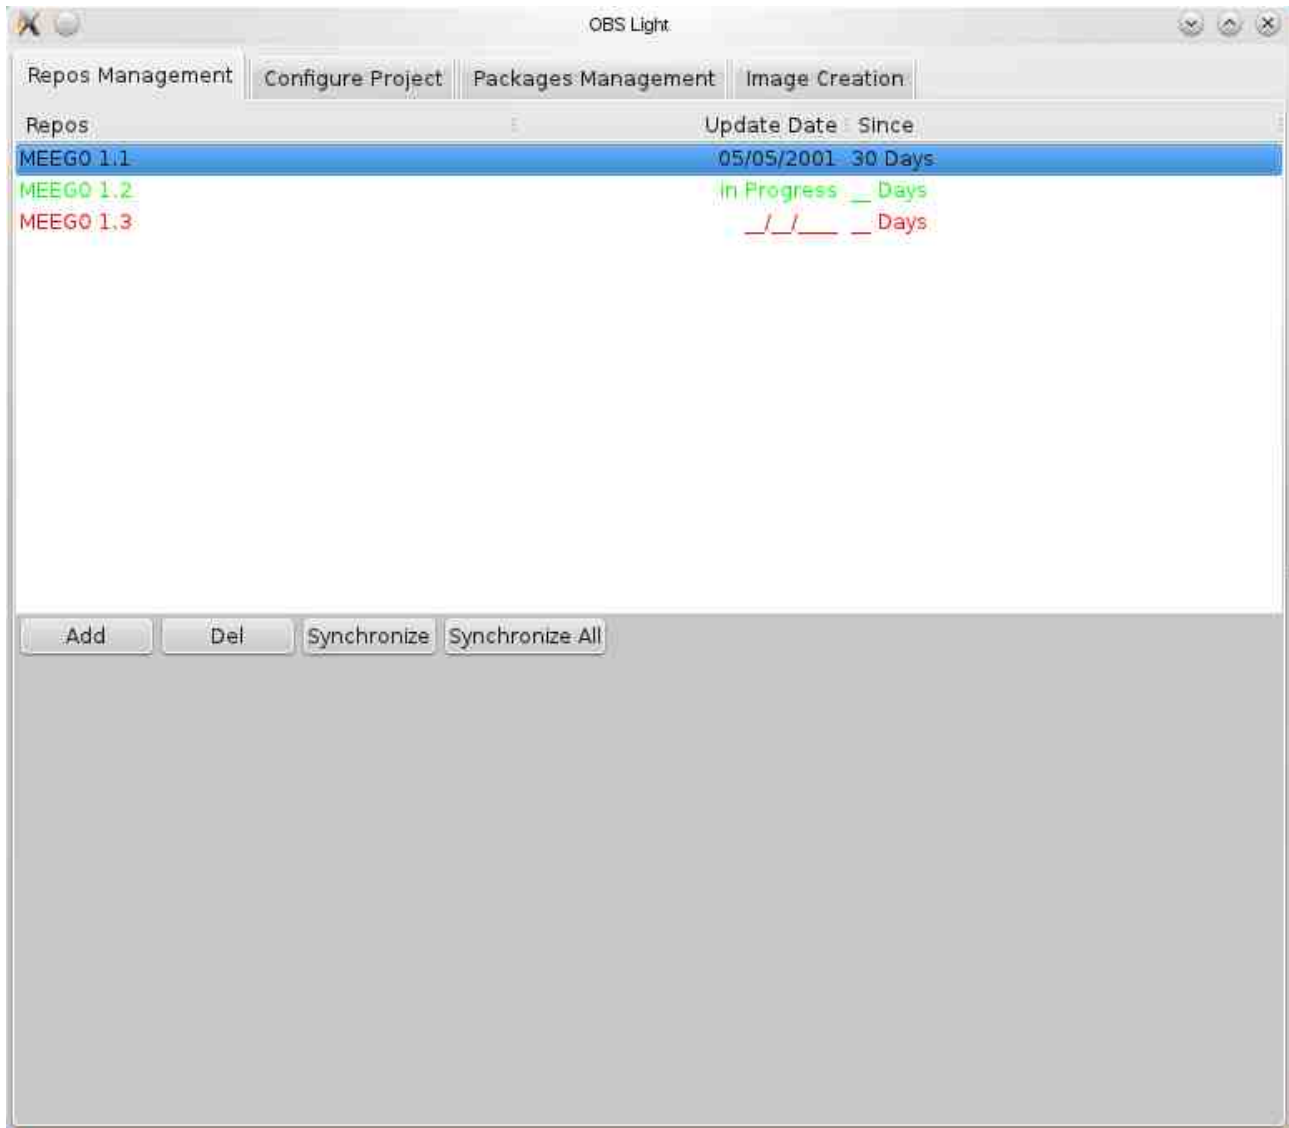 OBS Light
Repos Management Configure Project Packages Management Image Creation
Repos Update Date Since
MEEGO 1.1 05/05/2001 30 Days
MEEGO 1.2 in Progress __ Days
MEEGO 1.3 __/__/____ __ Days
Add Del Synchronize Synchronize All